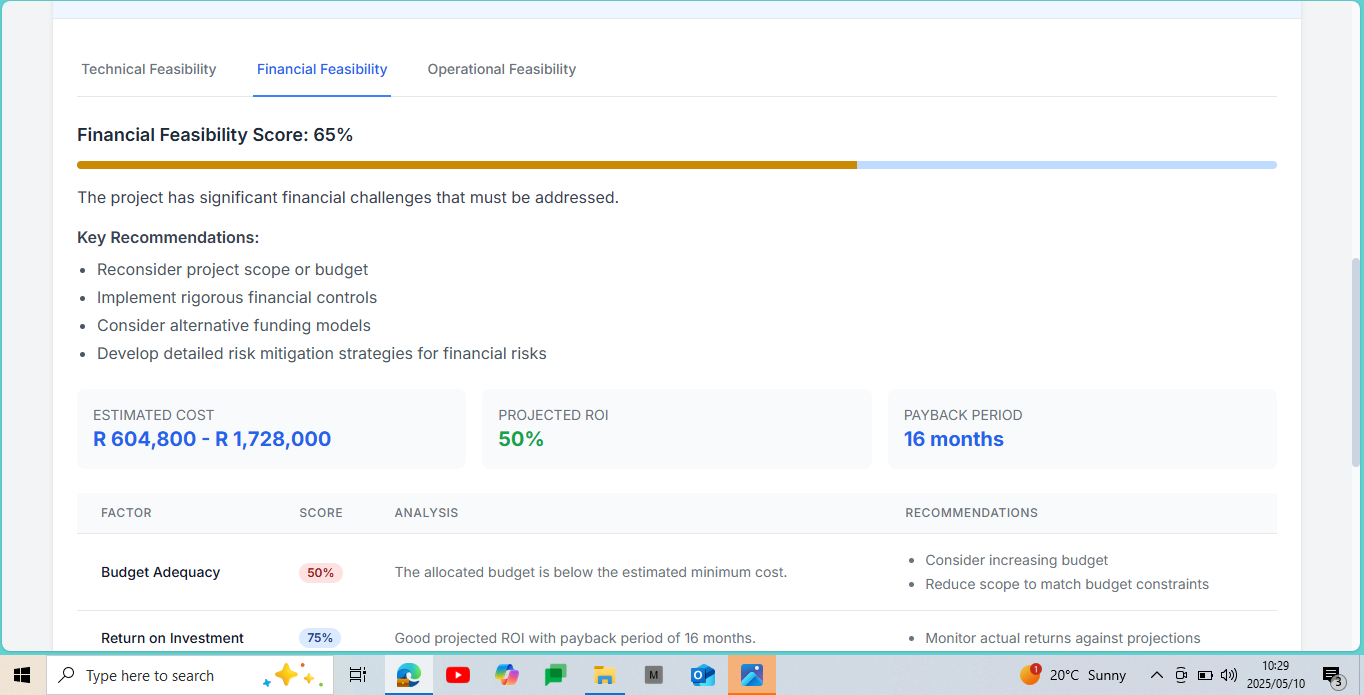 Technical Feasibility
Financial Feasibility
Operational Feasibility
Financial Feasibility Score: 65%
The project has significant financial challenges that must be addressed.
Key Recommendations:
Reconsider project scope or budget
Implement rigorous financial controls
Consider alternative funding models
Develop detailed risk mitigation strategies for financial risks
ESTIMATED COST
R 604,800 - R 1,728,000
PROJECTED ROI
50%
PAYBACK PERIOD
16 months
FACTOR
SCORE
ANALYSIS
RECOMMENDATIONS
Budget Adequacy
50%
The allocated budget is below the estimated minimum cost.
Consider increasing budget
Reduce scope to match budget constraints
Return on Investment
75%
Good projected ROI with payback period of 16 months.
Monitor actual returns against projections
Type here to search
M
1
20°C Sunny
10:29
2025/05/10
3